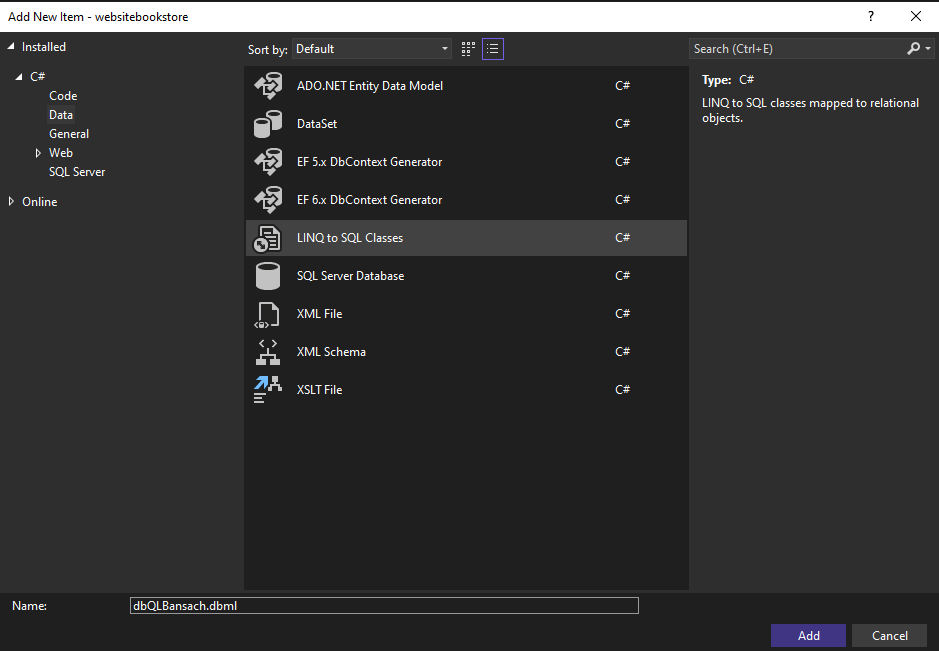 Add New Item - websitebookstore
?
Installed
C#
Code
Data
General
Web
SQL Server
Online
Sort by: Default
ADO.NET Entity Data Model C#
DataSet C#
EF 5.x DbContext Generator C#
EF 6.x DbContext Generator C#
LINQ to SQL Classes C#
SQL Server Database C#
XML File C#
XML Schema C#
XSLT File C#
Search (Ctrl+E)
Type: C#
LINQ to SQL classes mapped to relational
objects.
Name: dbQLBansach.dbml
Add Cancel